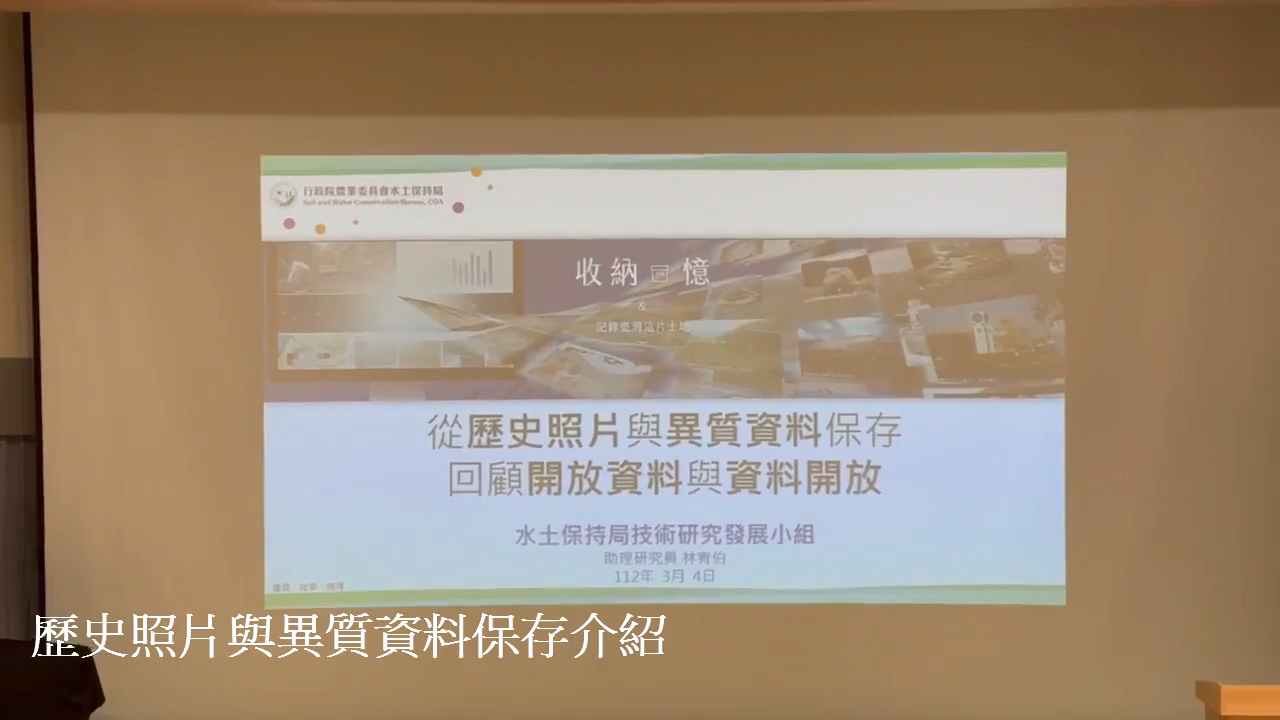 行政院農業委員會水土保持局
Soil and Water Conservation Bureau, COA
收納回憶
&
記錄臺灣這片土地
從歷史照片與異質資料保存
回顧開放資料與資料開放
水土保持局技術研究發展小組
助理研究員 林宥伯
112年 3月 4日
歷史照片與異質資料保存介紹